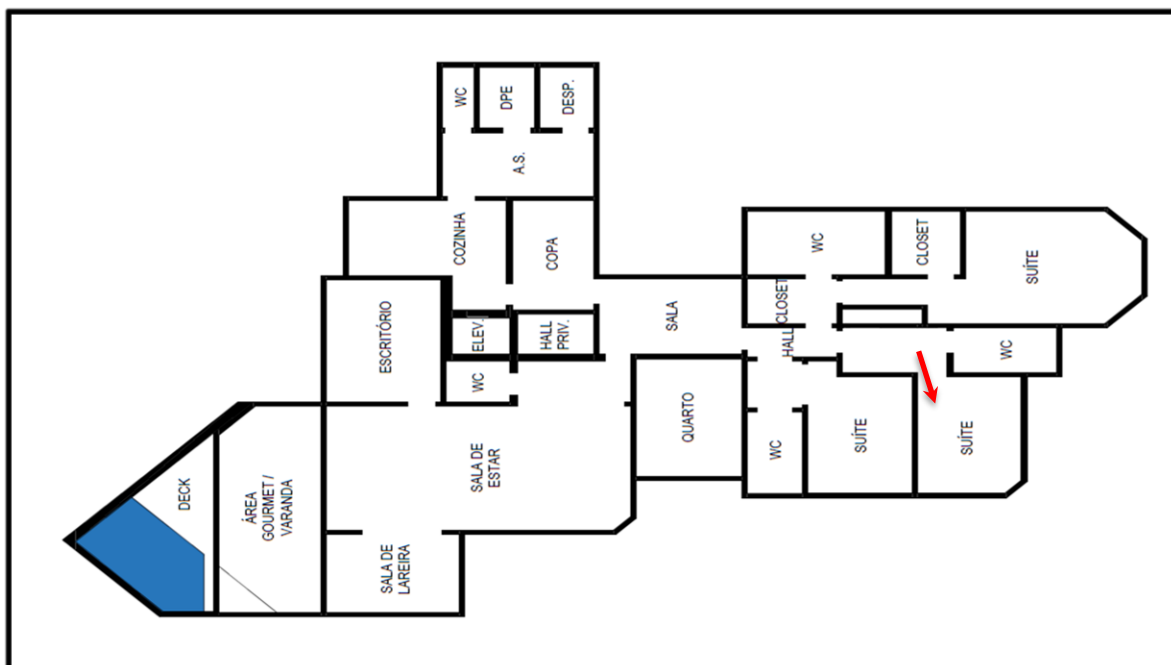 WC
DPE
DESP.
A.S.
COZINHA
COPA
WC
CLOSET
SUÍTE
ESCRITÓRIO
ELEV.
HALL
PRIV.
SALA
CLOSET
HALL
WC
WC
QUARTO
SUÍTE
SUÍTE
WC
SALA DE
ESTAR
DECK
ÁREA
GOURMET /
VARANDA
SALA DE
LAREIRA